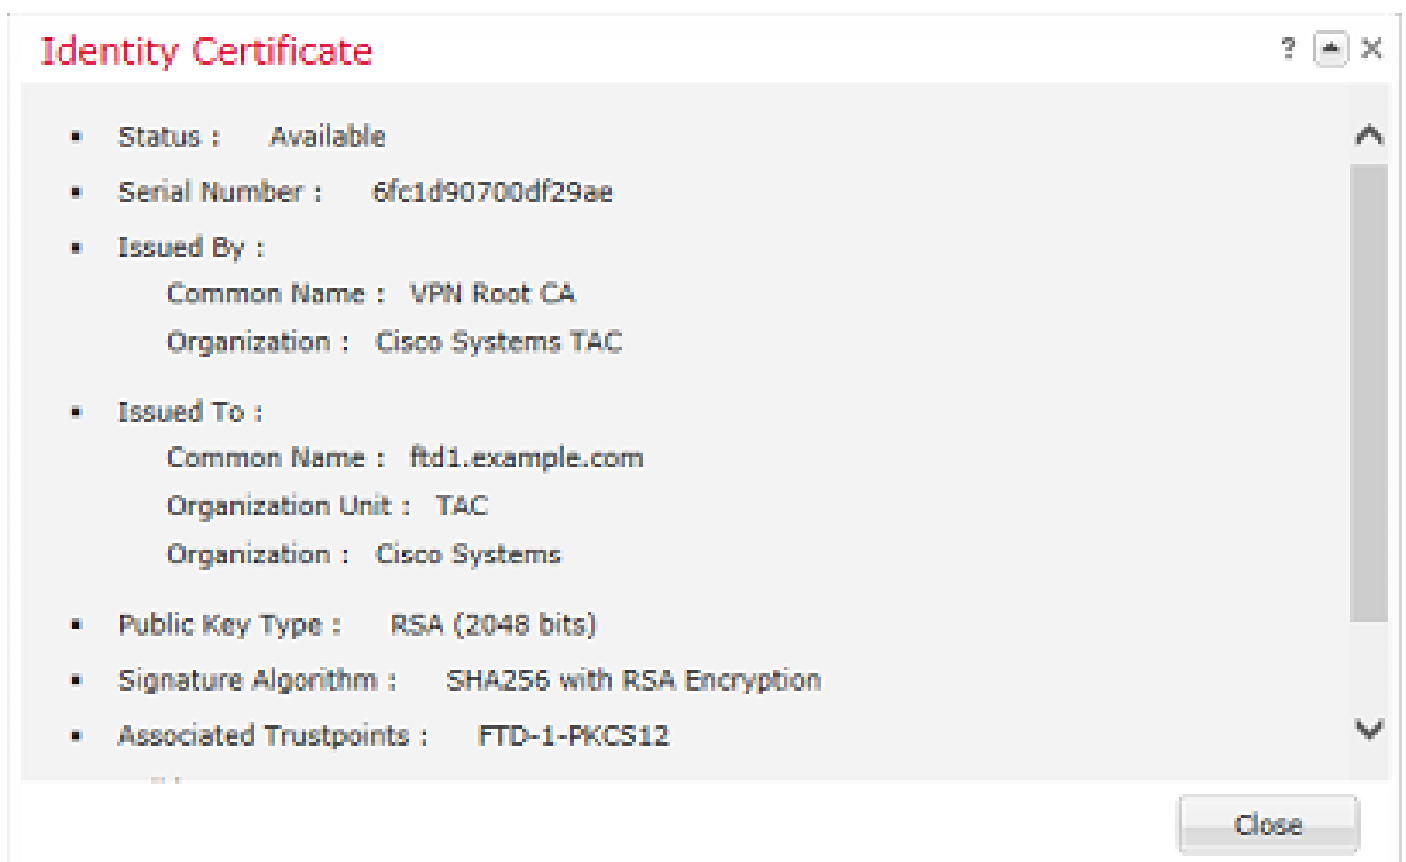 Identity Certificate ?
Status : Available
Serial Number : 6fc1d90700df29ae
Issued By :
Common Name : VPN Root CA
Organization : Cisco Systems TAC
Issued To :
Common Name : ftd1.example.com
Organization Unit : TAC
Organization : Cisco Systems
Public Key Type : RSA (2048 bits)
Signature Algorithm : SHA256 with RSA Encryption
Associated Trustpoints : FTD-1-PKCS12
Close